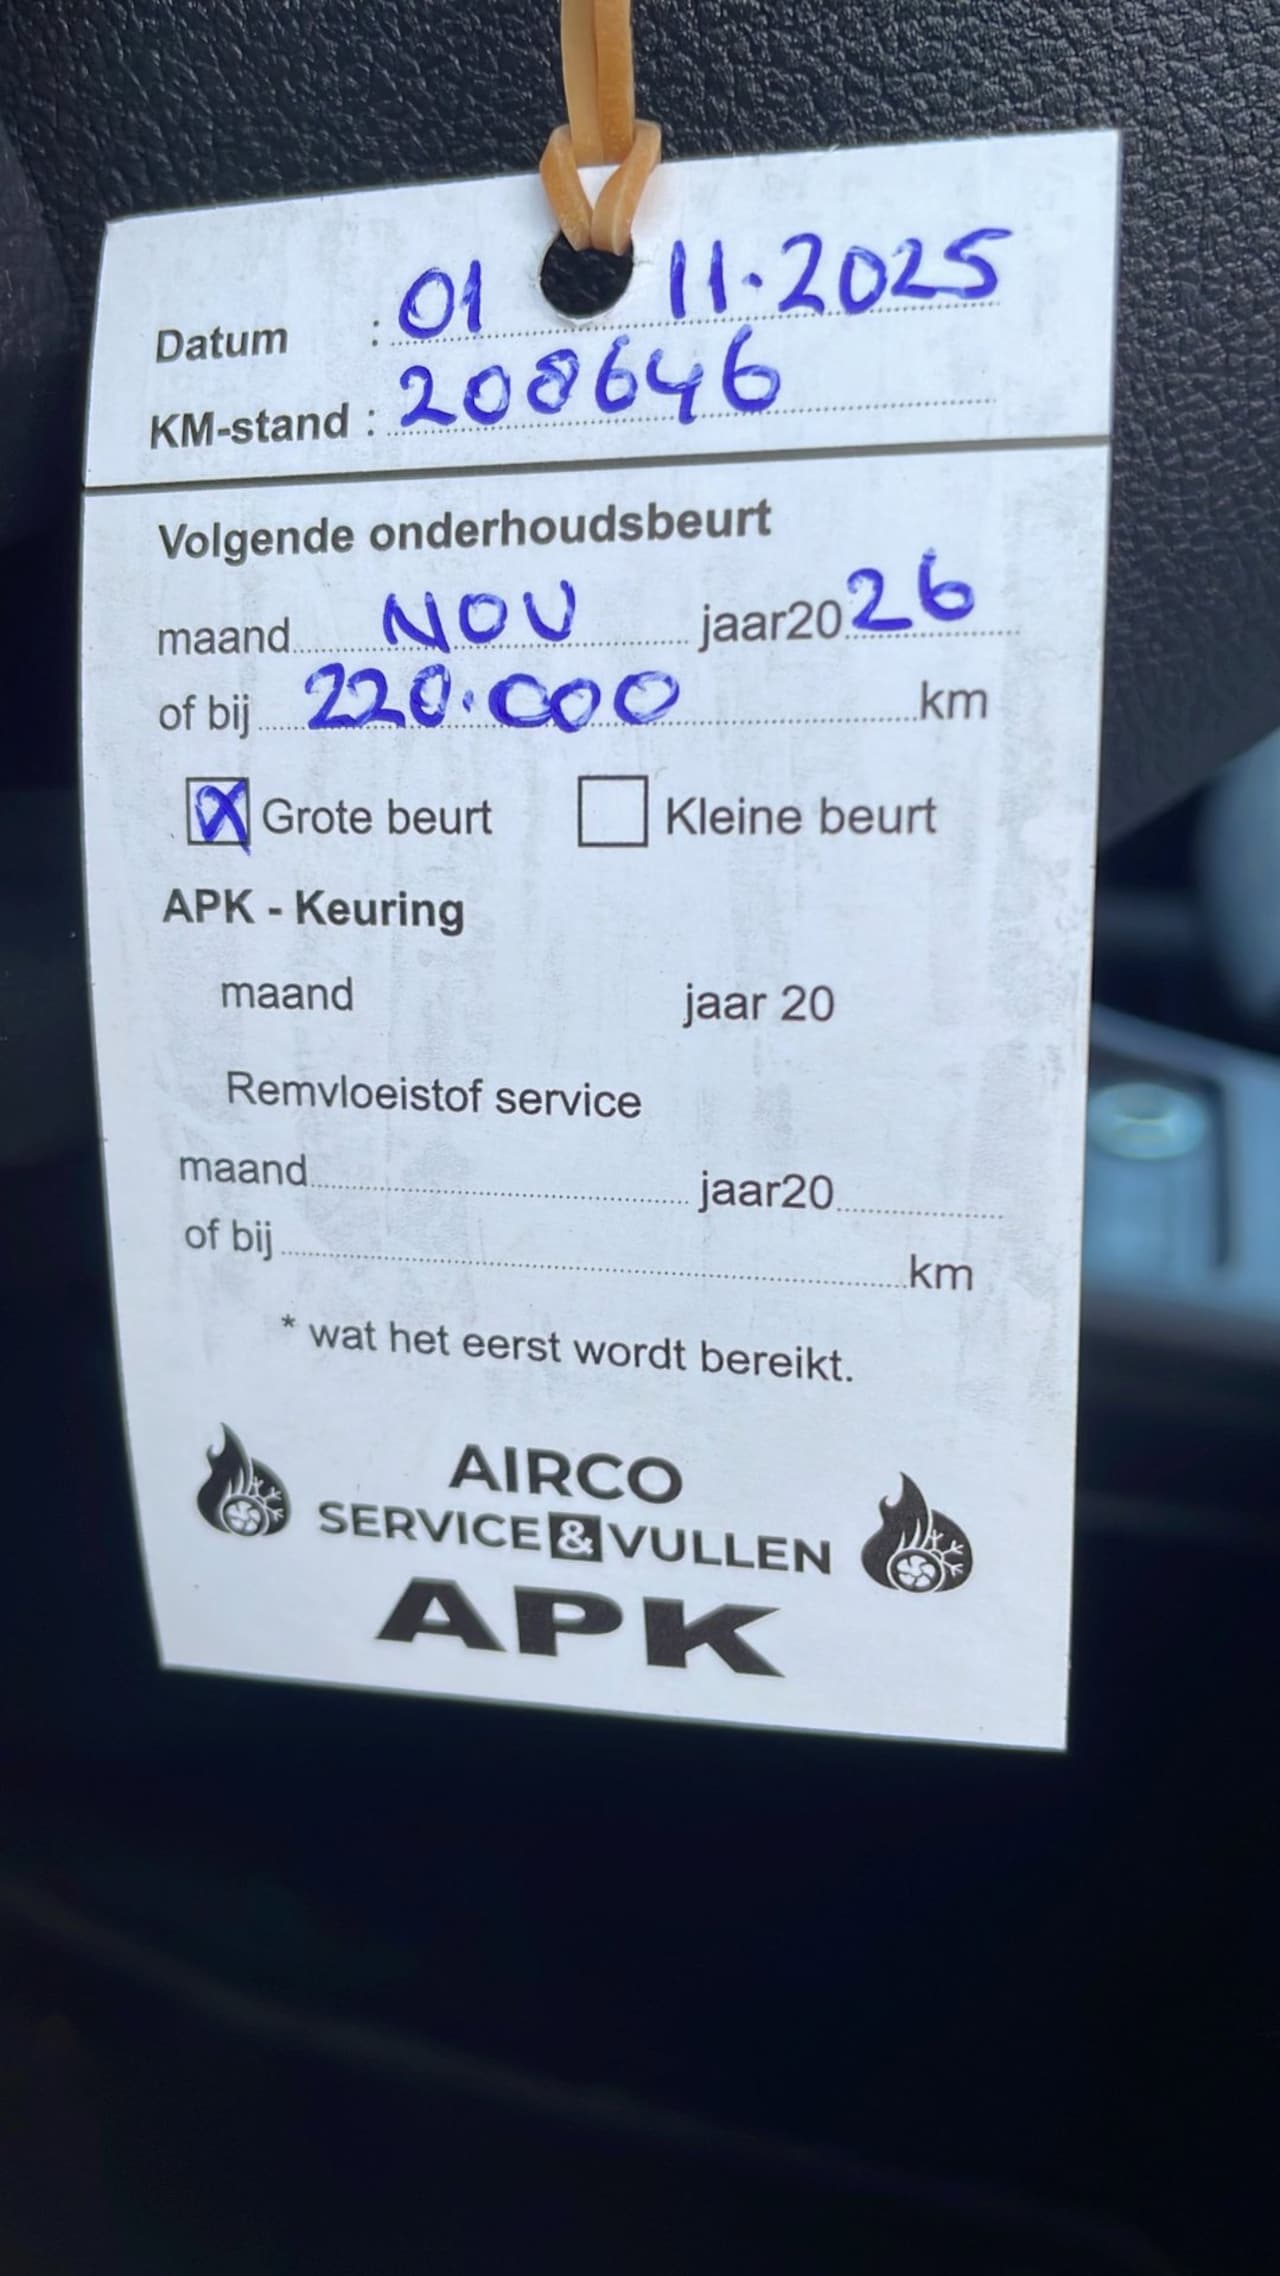 Datum : 01 11.2025
KM-stand : 208646
Volgende onderhoudsbeurt
maand NOV jaar2026
of bij 220.000 km
Grote beurt Kleine beurt
APK - Keuring
maand jaar 20
Remvloeistof service
maand jaar20
of bij km
* wat het eerst wordt bereikt.
AIRCO
SERVICE & VULLEN
APK